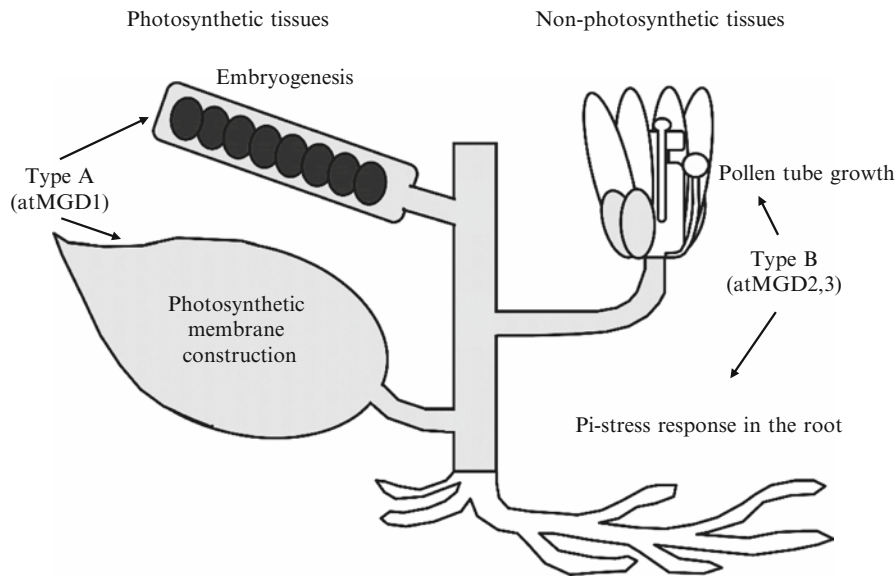 Photosynthetic tissues
Non-photosynthetic tissues
Embryogenesis
Type A
(atMGD1)
Photosynthetic
membrane
construction
Pollen tube growth
Type B
(atMGD2,3)
Pi-stress response in the root